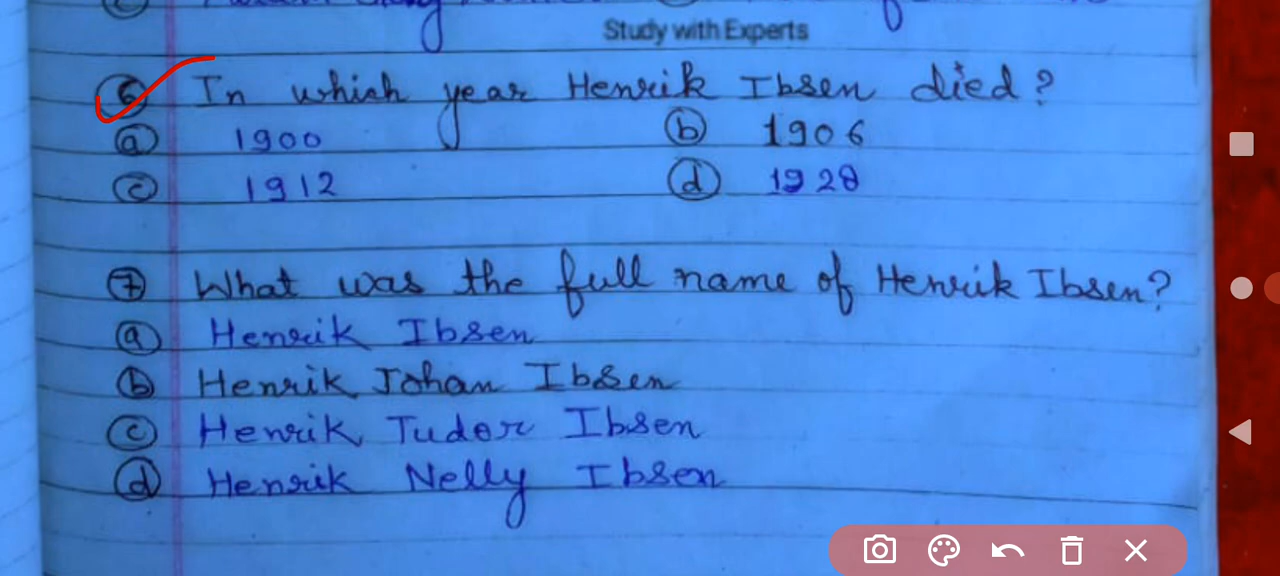 Study with Experts
6 In which year Henrik Ibsen died?
a 1900 b 1906
c 1912 d 1928
7 What was the full name of Henrik Ibsen?
a Henrik Ibsen
b Henrik Johan Ibsen
c Henrik Tudor Ibsen
d Henrik Nelly Ibsen